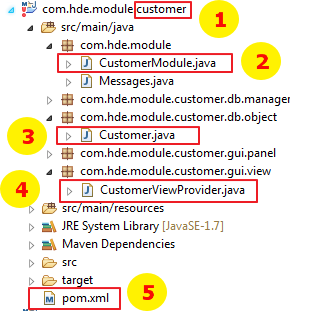 com.hde.module.customer
1
src/main/java
com.hde.module
CustomerModule.java
2
Messages.java
com.hde.module.customer.db.manager
com.hde.module.customer.db.object
3
Customer.java
com.hde.module.customer.gui.panel
com.hde.module.customer.gui.view
4
CustomerViewProvider.java
src/main/resources
JRE System Library [JavaSE-1.7]
Maven Dependencies
src
target
pom.xml
5